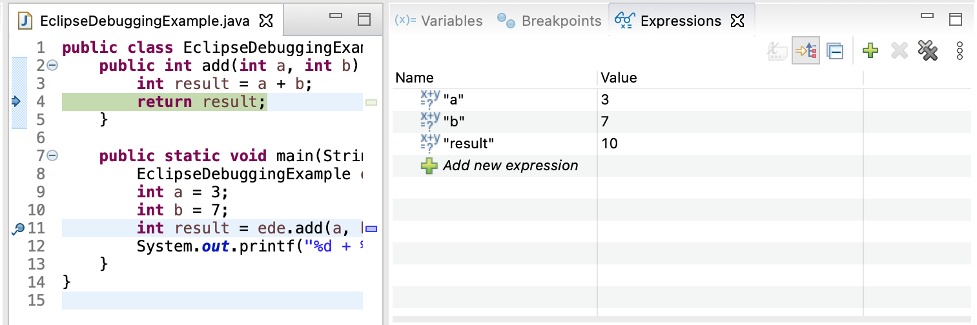 EclipseDebuggingExample.java
1 public class EclipseDebuggingExam
2 public int add(int a, int b)
3 int result = a + b;
4 return result;
5 }
6
7 public static void main(Strin
8 EclipseDebuggingExample
9 int a = 3;
10 int b = 7;
11 int result = ede.add(a,
12 System.out.printf("%d +
13 }
14 }
15
(x)= Variables Breakpoints Expressions
Name Value
x+y=? "a" 3
x+y=? "b" 7
x+y=? "result" 10
Add new expression